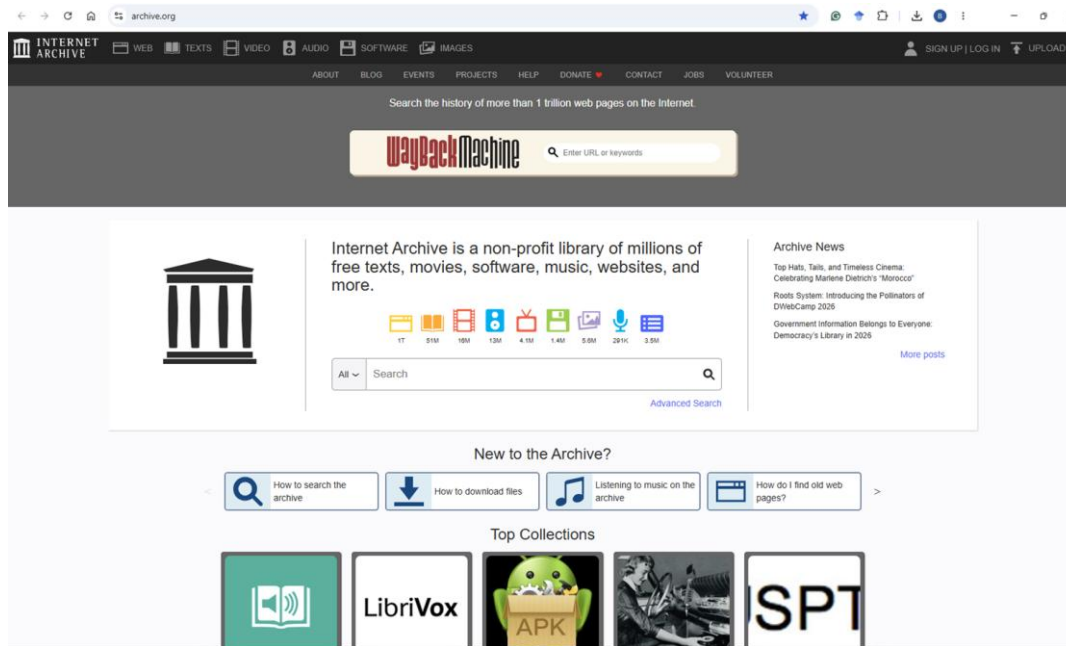 archive.org
INTERNET
ARCHIVE
WEB
TEXTS
VIDEO
AUDIO
SOFTWARE
IMAGES
SIGN UP | LOG IN
UPLOAD
ABOUT
BLOG
EVENTS
PROJECTS
HELP
DONATE
CONTACT
JOBS
VOLUNTEER
Search the history of more than 1 trillion web pages on the Internet.
WayBackMachine
Enter URL or keywords
Internet Archive is a non-profit library of millions of
free texts, movies, software, music, websites, and
more.
1T
51M
16M
13M
4.1M
1.4M
5.6M
291K
3.5M
All
Search
Advanced Search
Archive News
Top Hats, Tails, and Timeless Cinema:
Celebrating Marlene Dietrich's "Morocco"
Roots System: Introducing the Pollinators of
DWebCamp 2026
Government Information Belongs to Everyone:
Democracy's Library in 2026
More posts
New to the Archive?
<
How to search the
archive
How to download files
Listening to music on the
archive
How do I find old web
pages?
>
Top Collections
LibriVox
APK
USPT